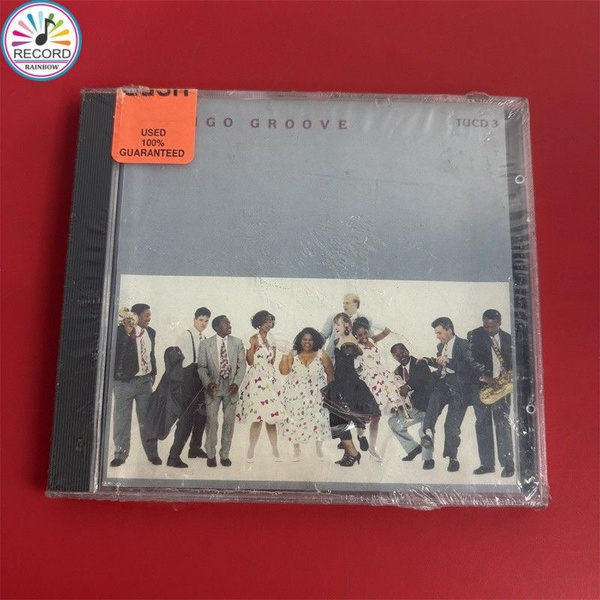 RECORD
RAINBOW
USED
100%
GUARANTEED
GO GROOVE
TUCD 3